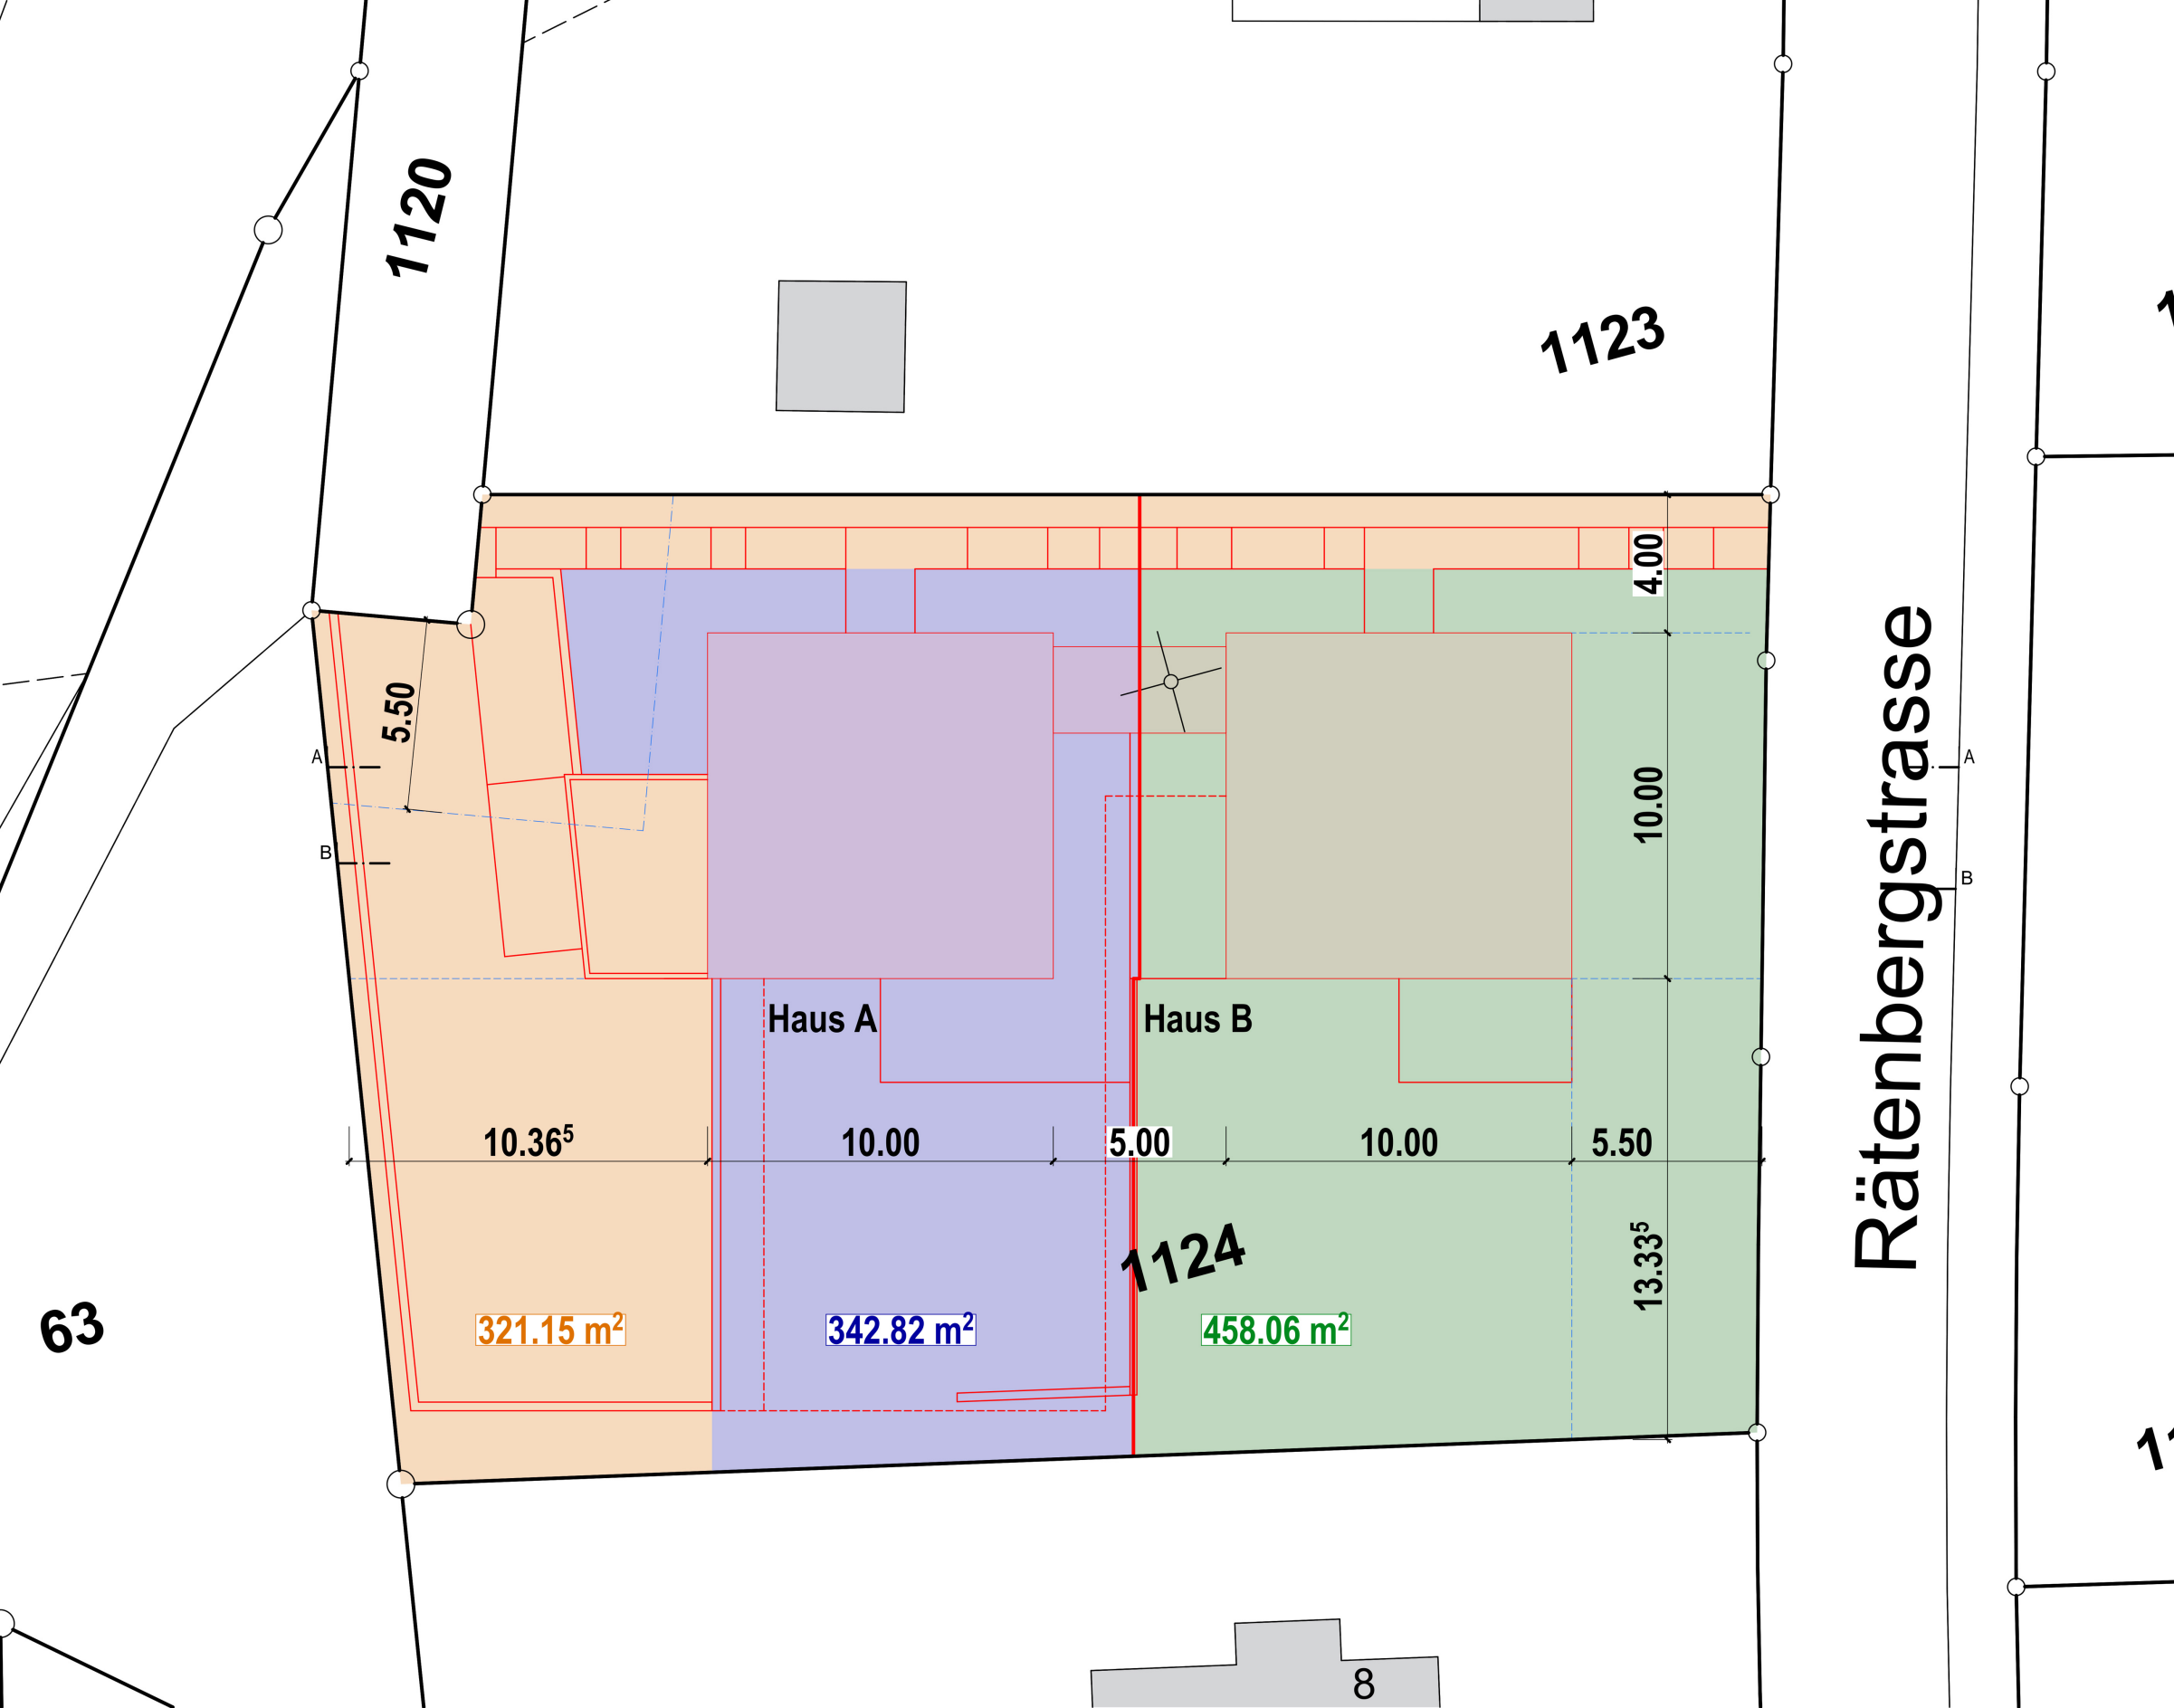 1120
1123
4.00
5.50
Rätenbergstrasse
A
A
10.00
B
B
Haus A
Haus B
10.36⁵
10.00
5.00
10.00
5.50
1124
13.33⁵
63
321.15 m²
342.82 m²
458.06 m²
8